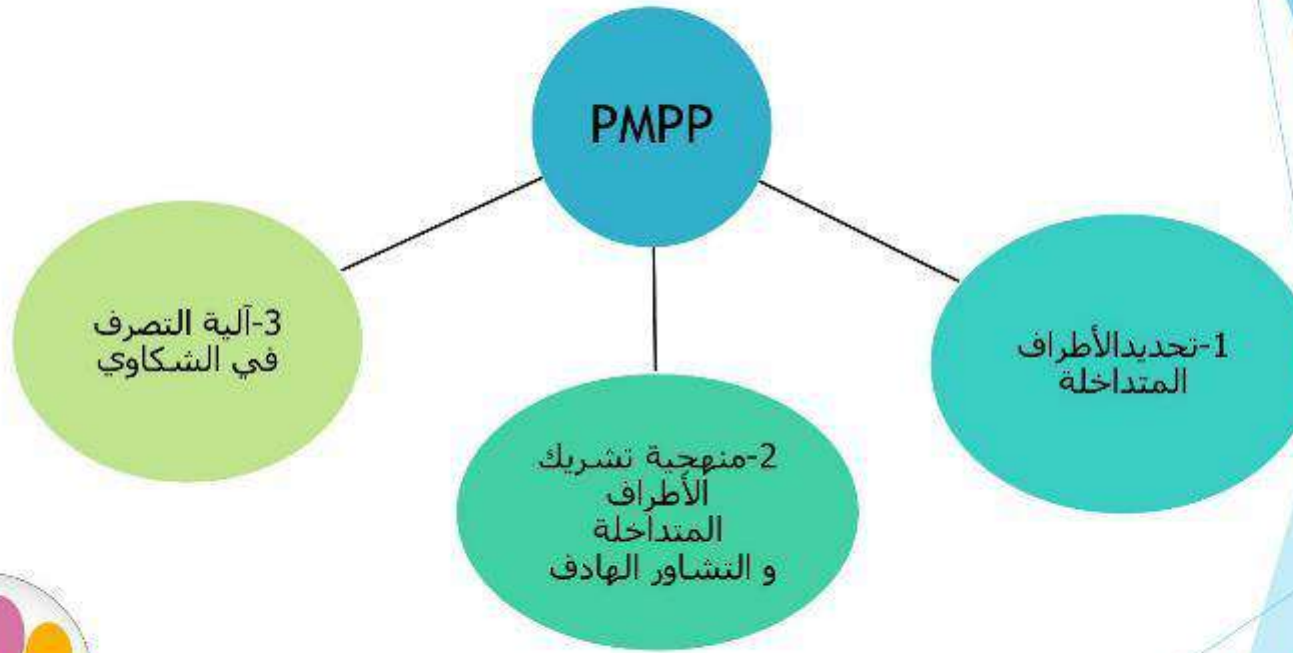 PMPP
1-تحديدالأطراف
المتداخلة
2-منهجية تشريك
الأطراف
المتداخلة
و التشاور الهادف
3-آلية التصرف
في الشكاوي